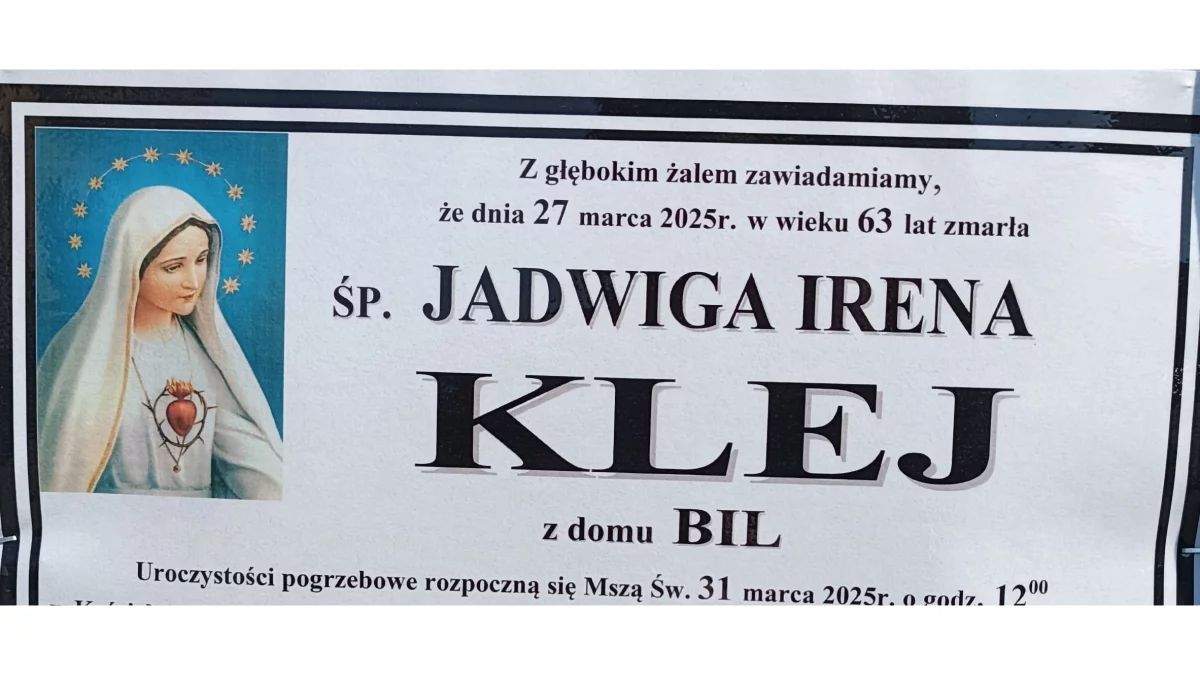 Z głębokim żalem zawiadamiamy,
że dnia 27 marca 2025r. w wieku 63 lat zmarła
ŚP. JADWIGA IRENA
KLEJ
z domu BIL
Uroczystości pogrzebowe rozpoczną się Mszą Św. 31 marca 2025r. o godz. 12⁰⁰